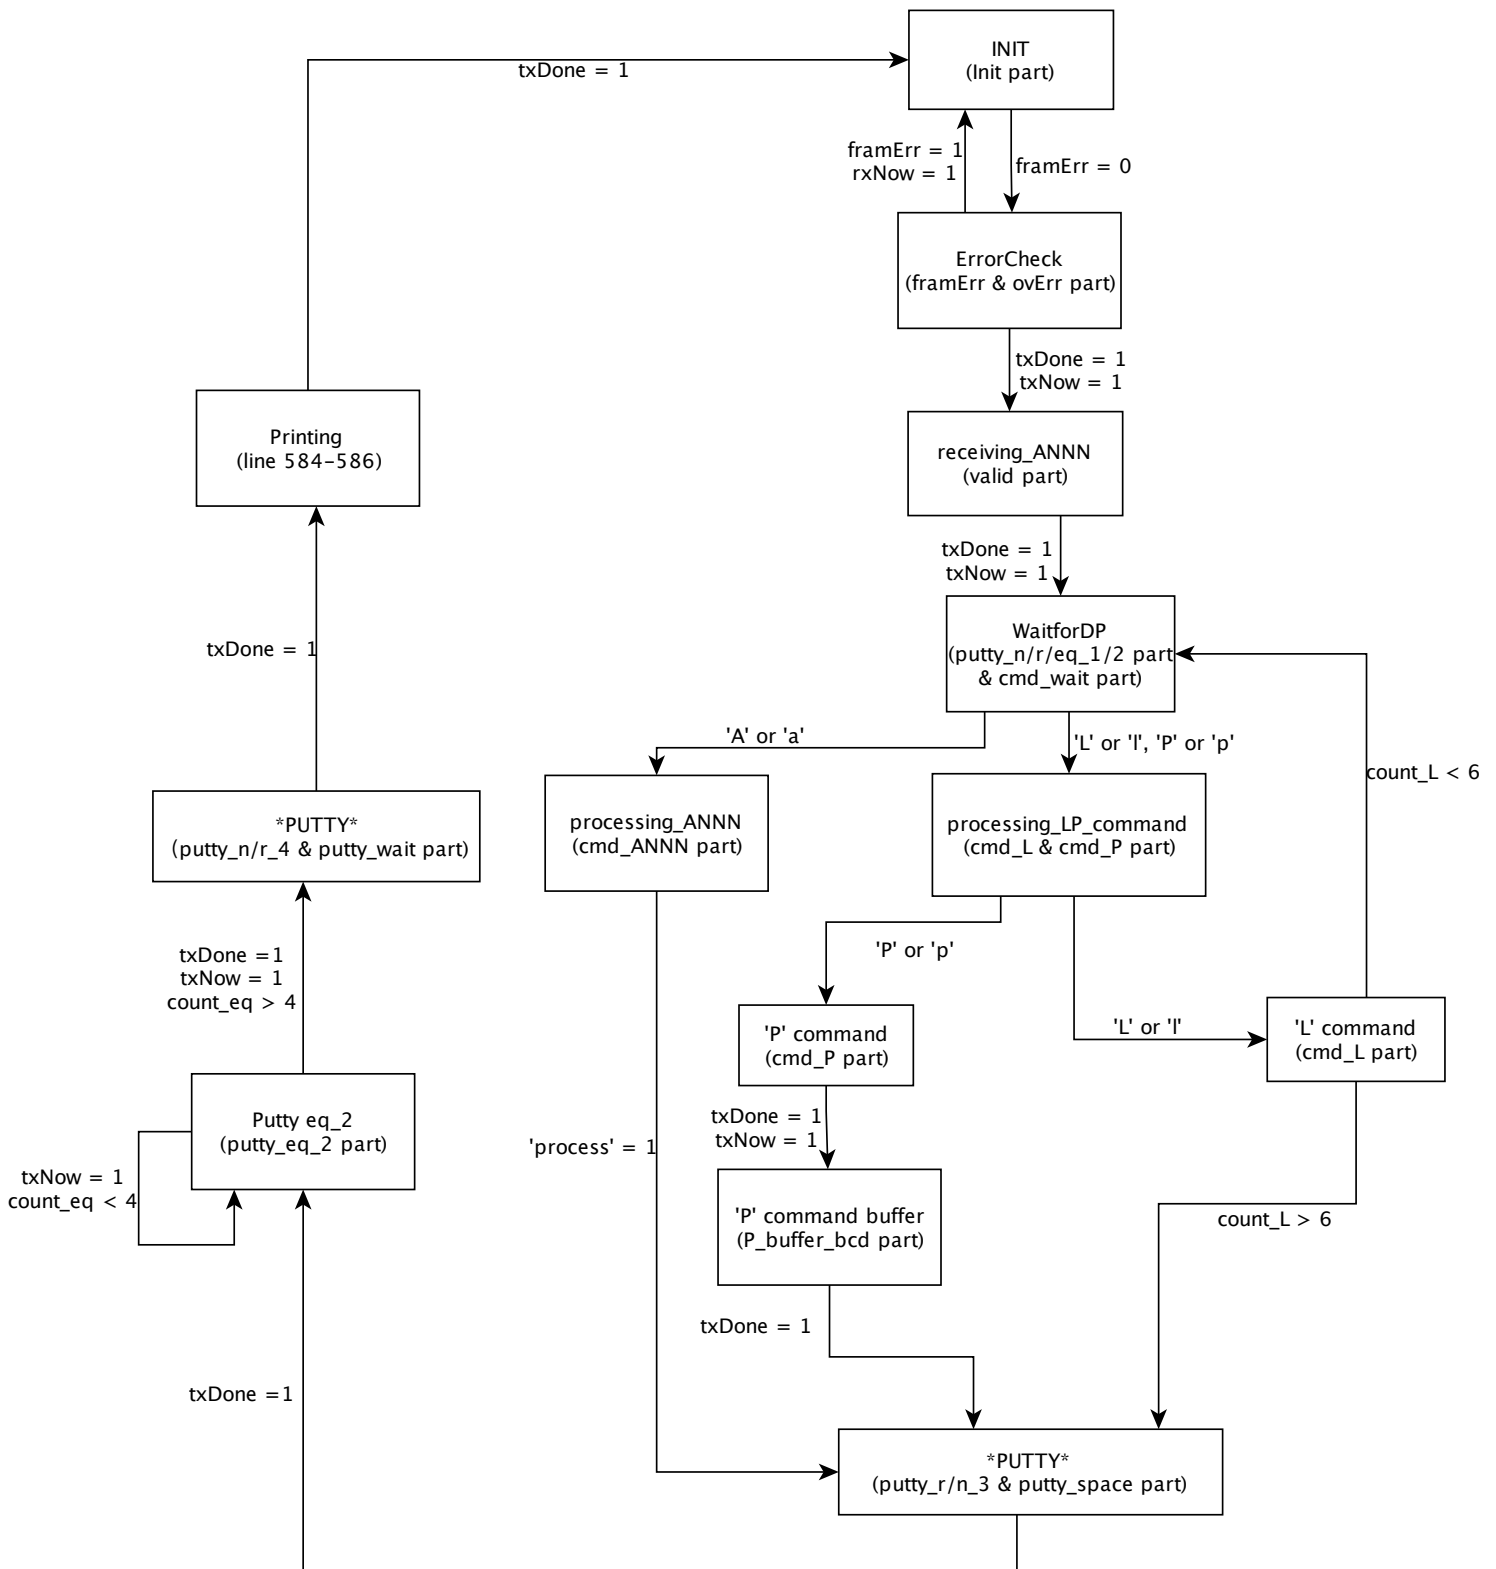 INIT
(Init part)
txDone = 1
framErr = 1
rxNow = 1
framErr = 0
ErrorCheck
(framErr & ovErr part)
txDone = 1
txNow = 1
Printing
(line 584-586)
receiving_ANNN
(valid part)
txDone = 1
txNow = 1
WaitforDP
(putty_n/r/eq_1/2 part
& cmd_wait part)
txDone = 1
'A' or 'a'
'L' or 'l', 'P' or 'p'
count_L < 6
*PUTTY*
(putty_n/r_4 & putty_wait part)
processing_ANNN
(cmd_ANNN part)
processing_LP_command
(cmd_L & cmd_P part)
txDone =1
txNow = 1
count_eq > 4
'P' or 'p'
'P' command
(cmd_P part)
'L' or 'l'
'L' command
(cmd_L part)
Putty eq_2
(putty_eq_2 part)
txDone = 1
txNow = 1
'process' = 1
txNow = 1
count_eq < 4
'P' command buffer
(P_buffer_bcd part)
count_L > 6
txDone = 1
txDone =1
*PUTTY*
(putty_r/n_3 & putty_space part)